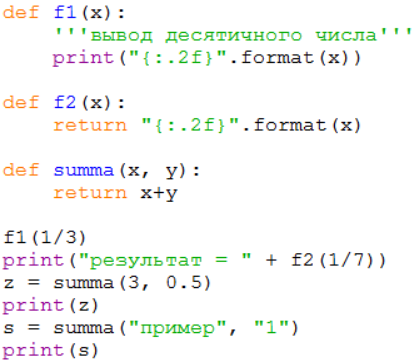 def f1(x):
    '''вывод десятичного числа'''
    print("{:.2f}".format(x))

def f2(x):
    return "{:.2f}".format(x)

def summa(x, y):
    return x+y

f1(1/3)
print("результат = " + f2(1/7))
z = summa(3, 0.5)
print(z)
s = summa("пример", "1")
print(s)